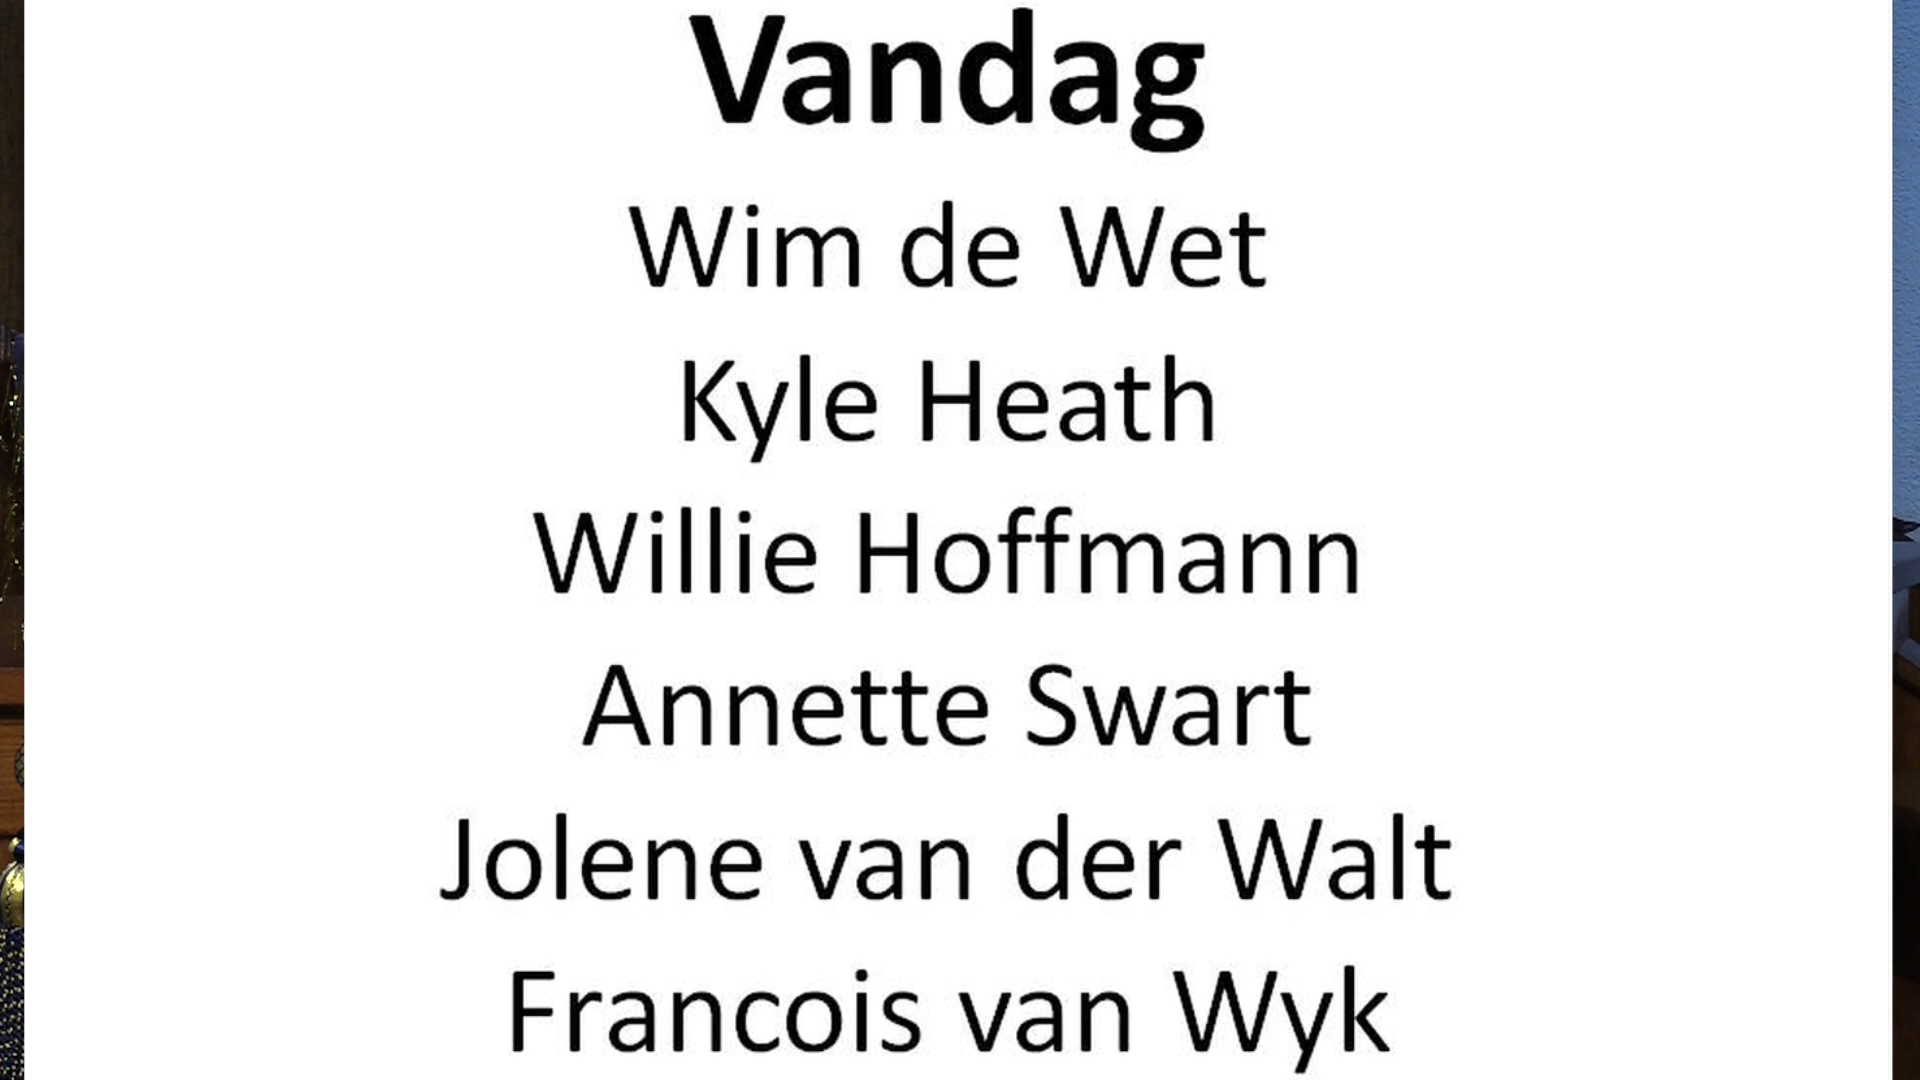 Vandag
Wim de Wet
Kyle Heath
Willie Hoffmann
Annette Swart
Jolene van der Walt
Francois van Wyk